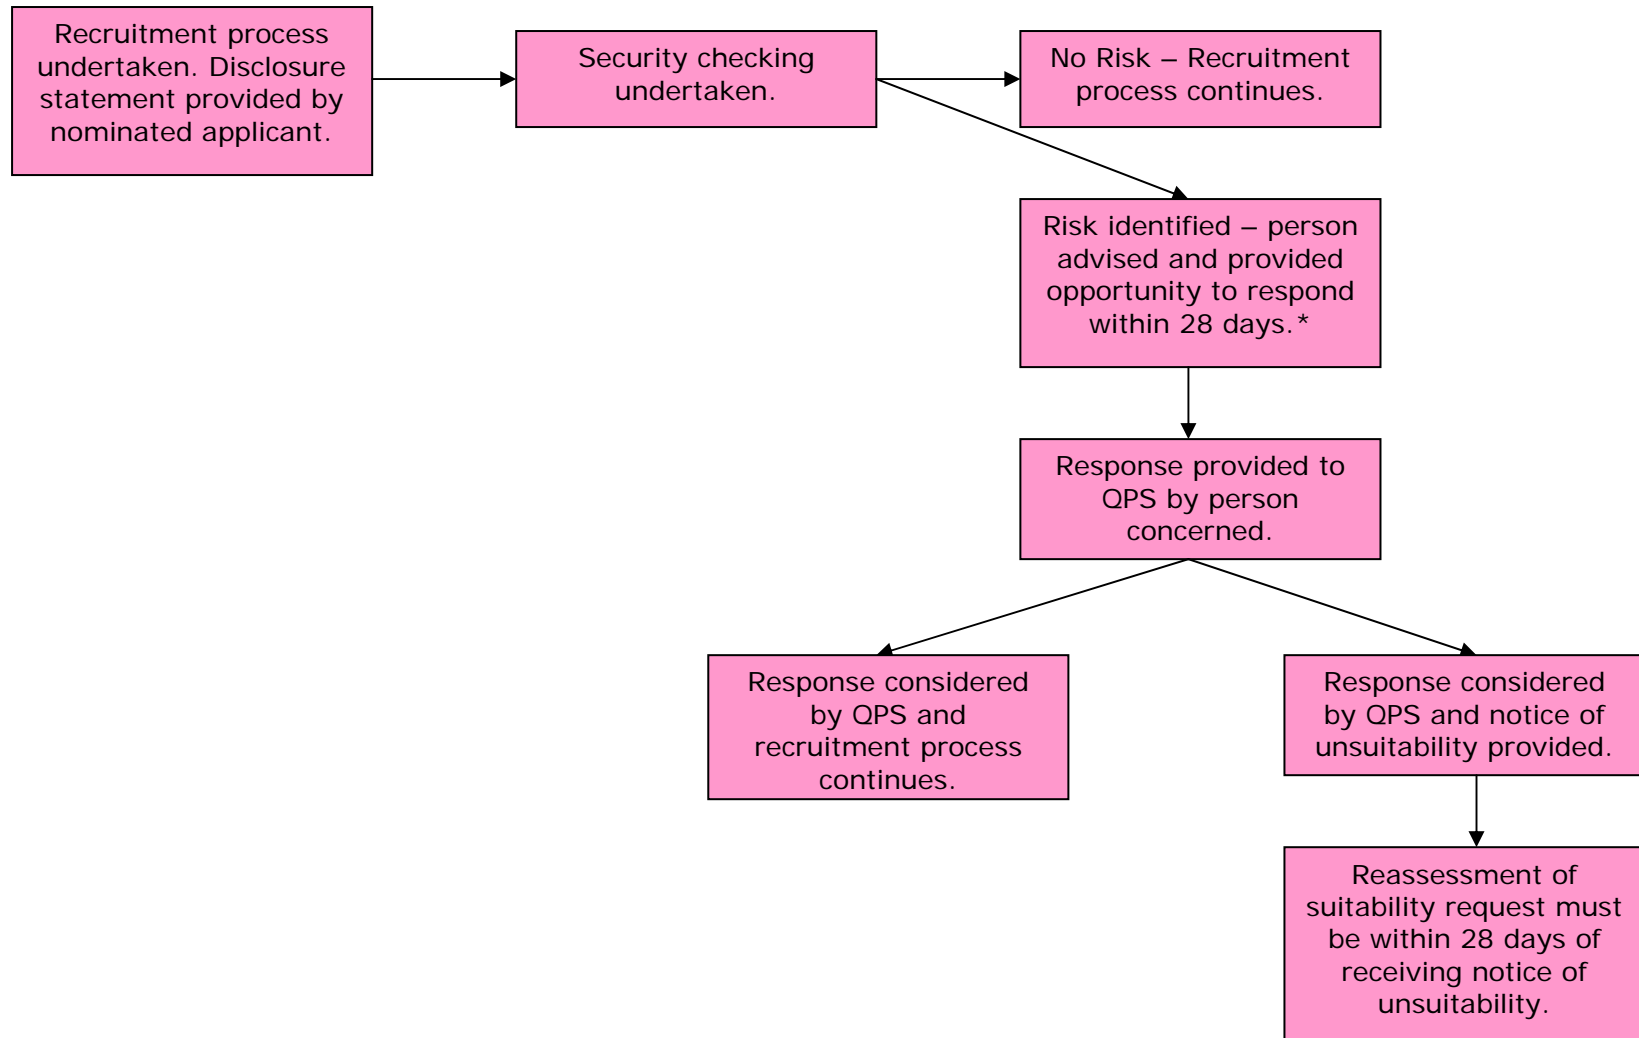 Recruitment process
undertaken. Disclosure
statement provided by
nominated applicant.
Security checking
undertaken.
No Risk – Recruitment
process continues.
Risk identified – person
advised and provided
opportunity to respond
within 28 days.*
Response provided to
QPS by person
concerned.
Response considered
by QPS and
recruitment process
continues.
Response considered
by QPS and notice of
unsuitability provided.
Reassessment of
suitability request must
be within 28 days of
receiving notice of
unsuitability.